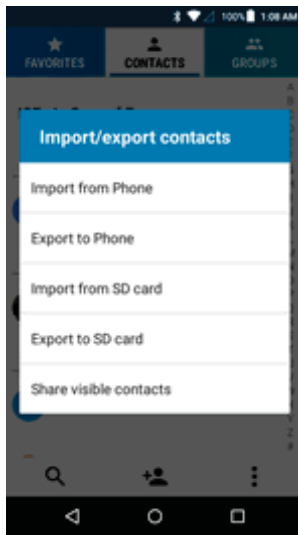 100% 1:08 AM
FAVORITES CONTACTS GROUPS
A
B
Import/export contacts
Import from Phone
Export to Phone
Import from SD card
Export to SD card
Share visible contacts
Z
#